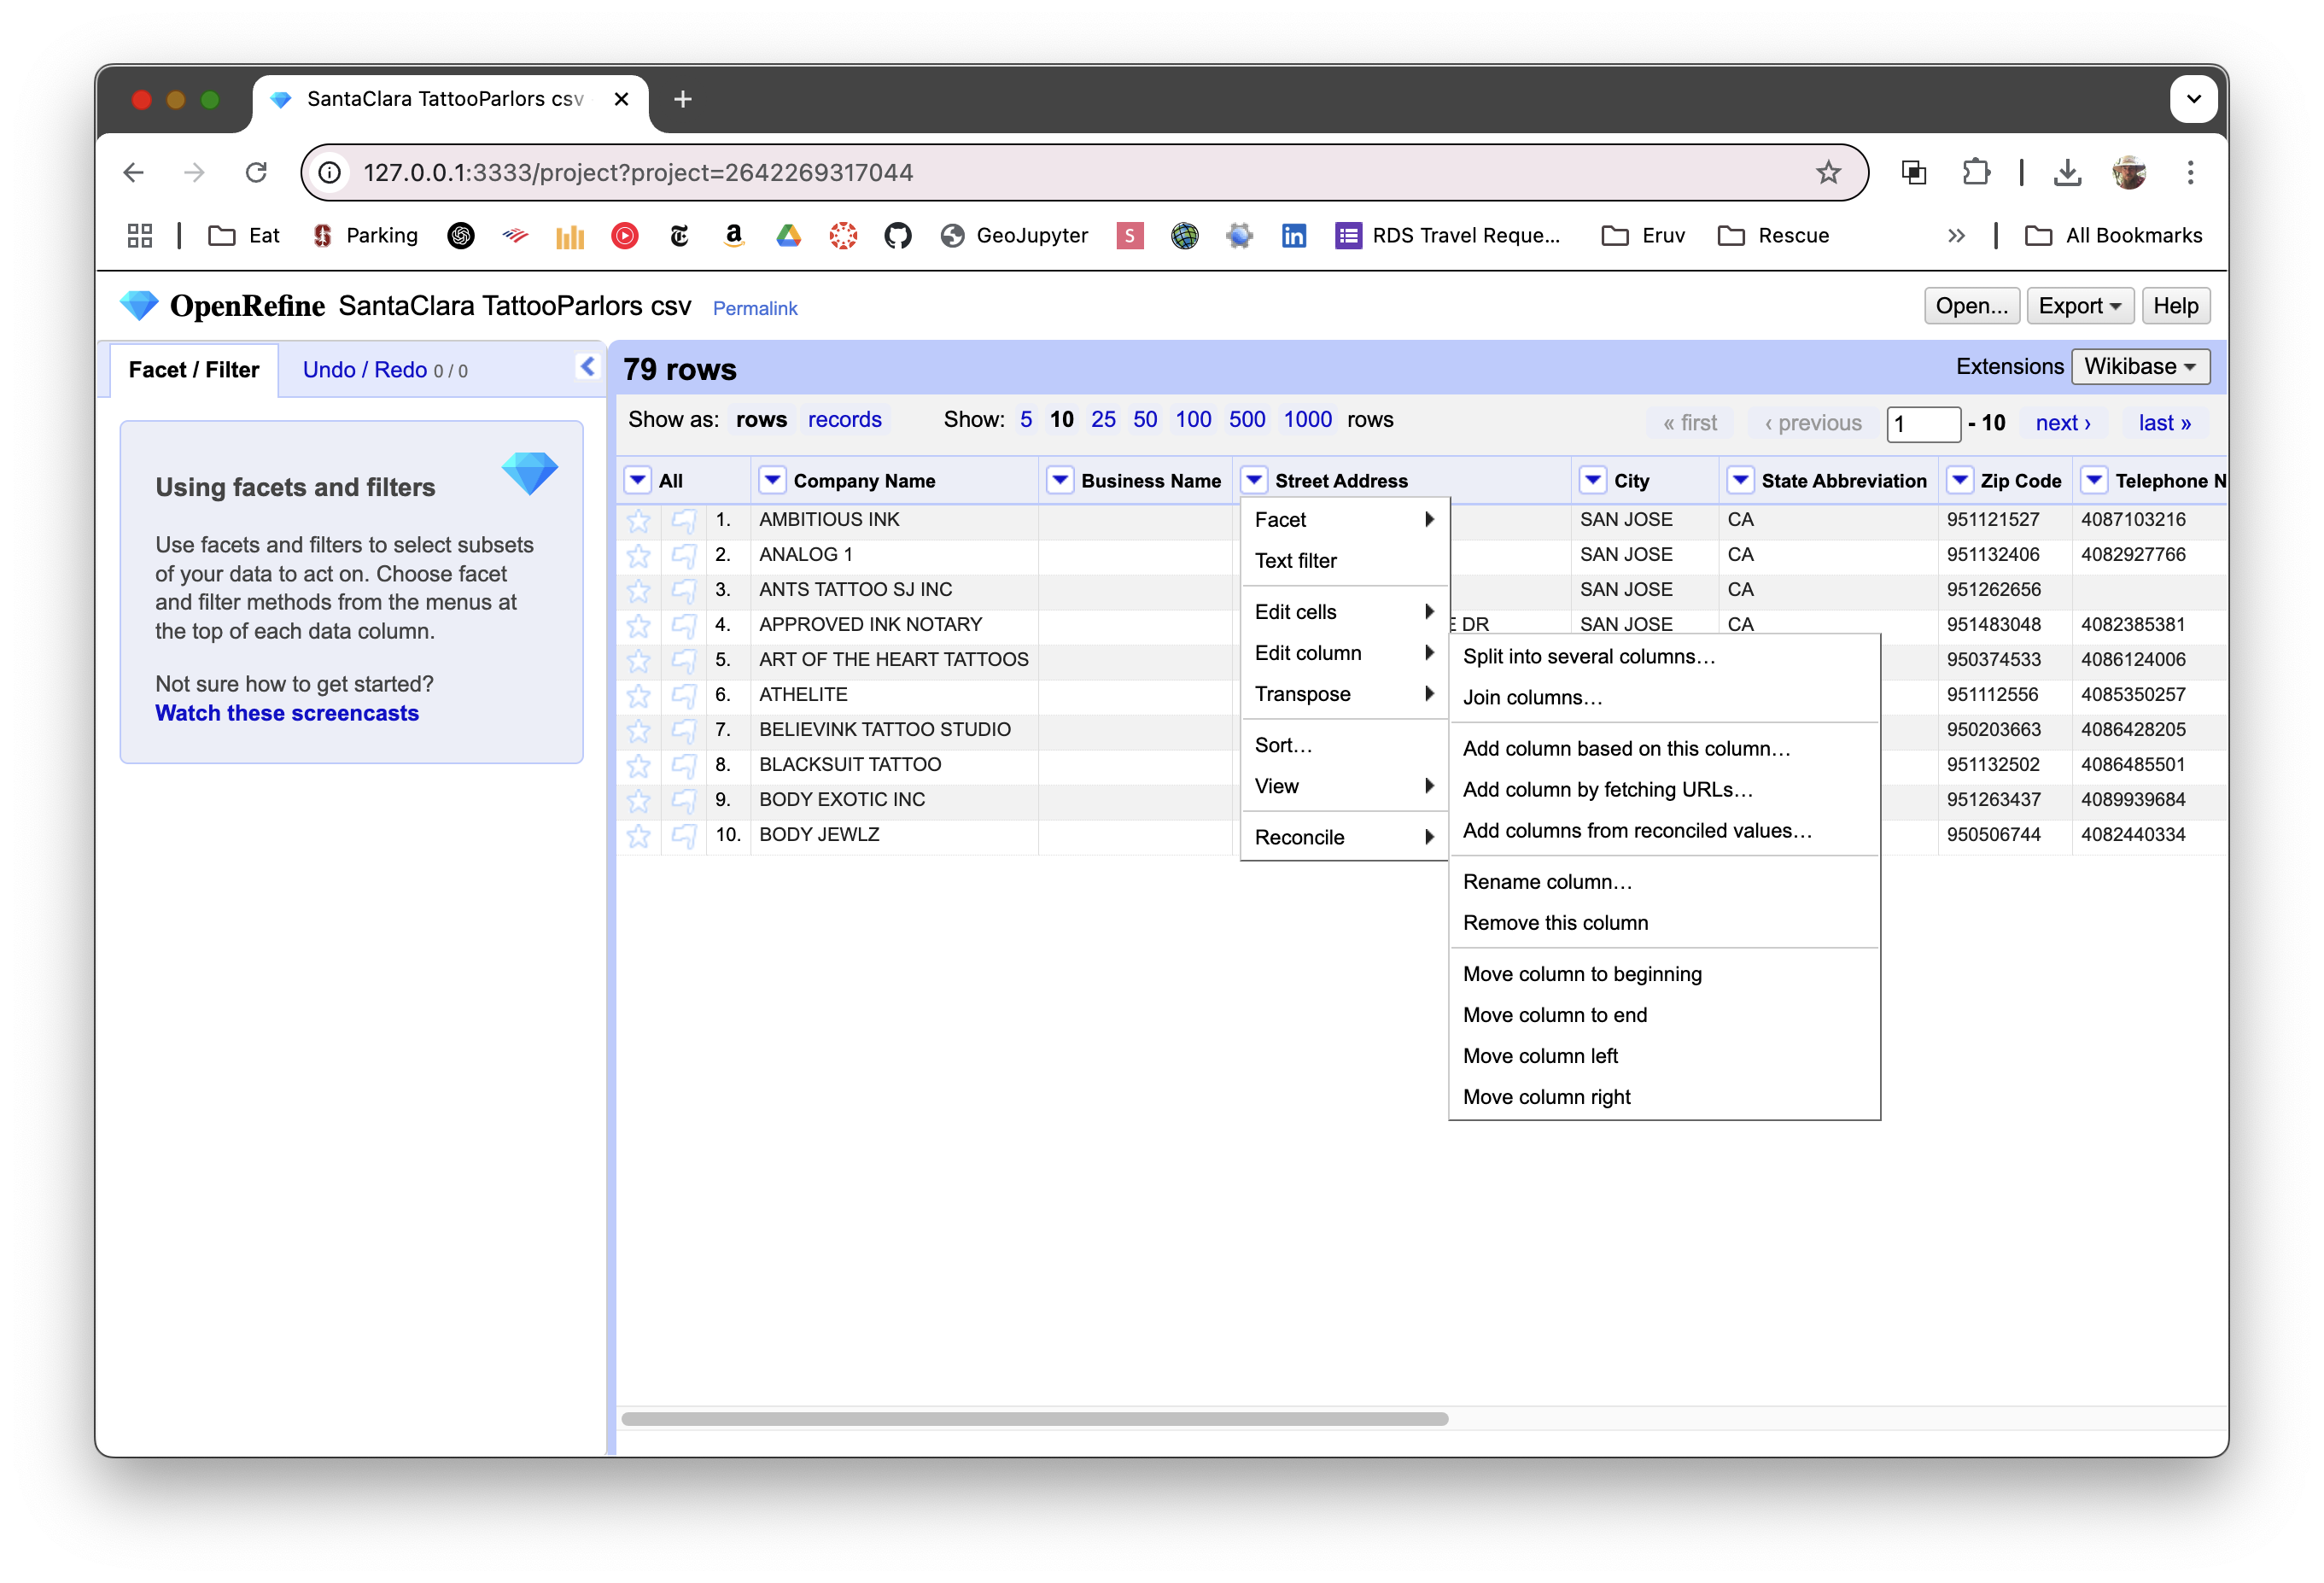 SantaClara TattooParlors csv
127.0.0.1:3333/project?project=2642269317044
Eat
Parking
GeoJupyter
RDS Travel Reque...
Eruv
Rescue
All Bookmarks
OpenRefine SantaClara TattooParlors csv Permalink
Open... Export Help
Facet / Filter Undo / Redo 0 / 0
79 rows
Extensions Wikibase
Using facets and filters
Use facets and filters to select subsets
of your data to act on. Choose facet
and filter methods from the menus at
the top of each data column.
Not sure how to get started?
Watch these screencasts
Show as: rows records Show: 5 10 25 50 100 500 1000 rows
« first ‹ previous 1 - 10 next › last »
All Company Name Business Name Street Address City State Abbreviation Zip Code Telephone N
1. AMBITIOUS INK SAN JOSE CA 951121527 4087103216
2. ANALOG 1 SAN JOSE CA 951132406 4082927766
3. ANTS TATTOO SJ INC SAN JOSE CA 951262656
4. APPROVED INK NOTARY E DR SAN JOSE CA 951483048 4082385381
5. ART OF THE HEART TATTOOS 950374533 4086124006
6. ATHELITE 951112556 4085350257
7. BELIEVINK TATTOO STUDIO 950203663 4086428205
8. BLACKSUIT TATTOO 951132502 4086485501
9. BODY EXOTIC INC 951263437 4089939684
10. BODY JEWLZ 950506744 4082440334
Facet
Text filter
Edit cells
Edit column
Transpose
Sort...
View
Reconcile
Split into several columns...
Join columns...
Add column based on this column...
Add column by fetching URLs...
Add columns from reconciled values...
Rename column...
Remove this column
Move column to beginning
Move column to end
Move column left
Move column right